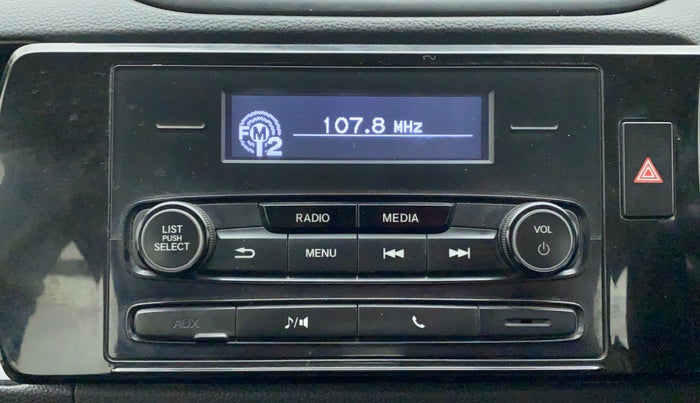 FM
12
107.8 MHz
RADIO
MEDIA
LIST
PUSH
SELECT
MENU
VOL
AUX